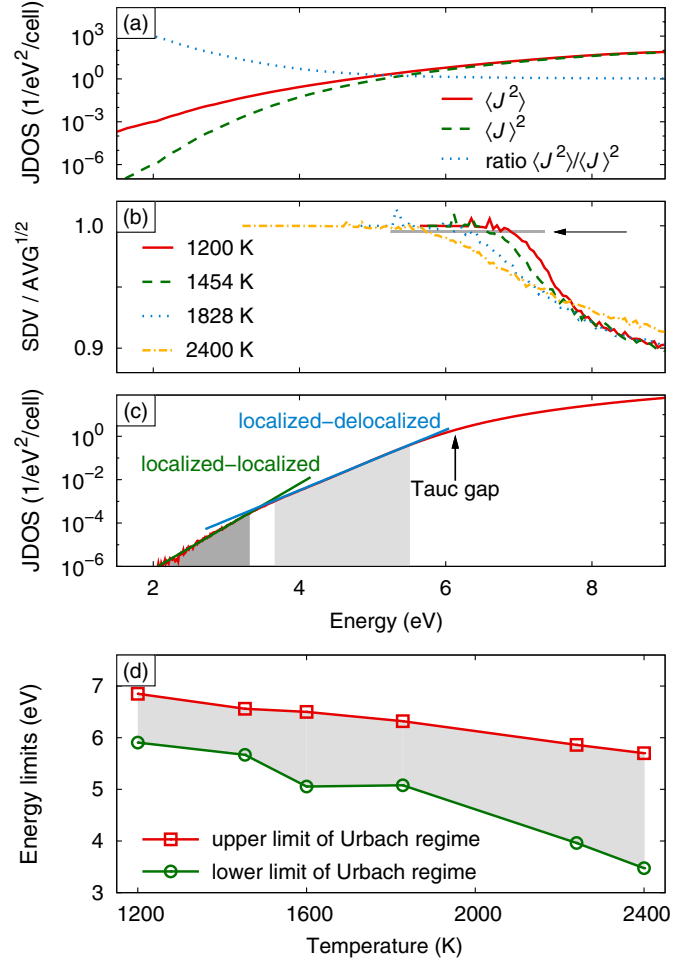 (a)
10³
10⁰
10⁻³
10⁻⁶
JDOS (1/eV²/cell)
⟨J²⟩
⟨J⟩²
ratio ⟨J²⟩/⟨J⟩²
(b)
1.0
0.9
SDV / AVG¹ᐟ²
1200 K
1454 K
1828 K
2400 K
(c)
10⁰
10⁻²
10⁻⁴
10⁻⁶
JDOS (1/eV²/cell)
localized−delocalized
localized−localized
Tauc gap
2 4 6 8
Energy (eV)
(d)
7
6
5
4
3
Energy limits (eV)
upper limit of Urbach regime
lower limit of Urbach regime
1200 1600 2000 2400
Temperature (K)